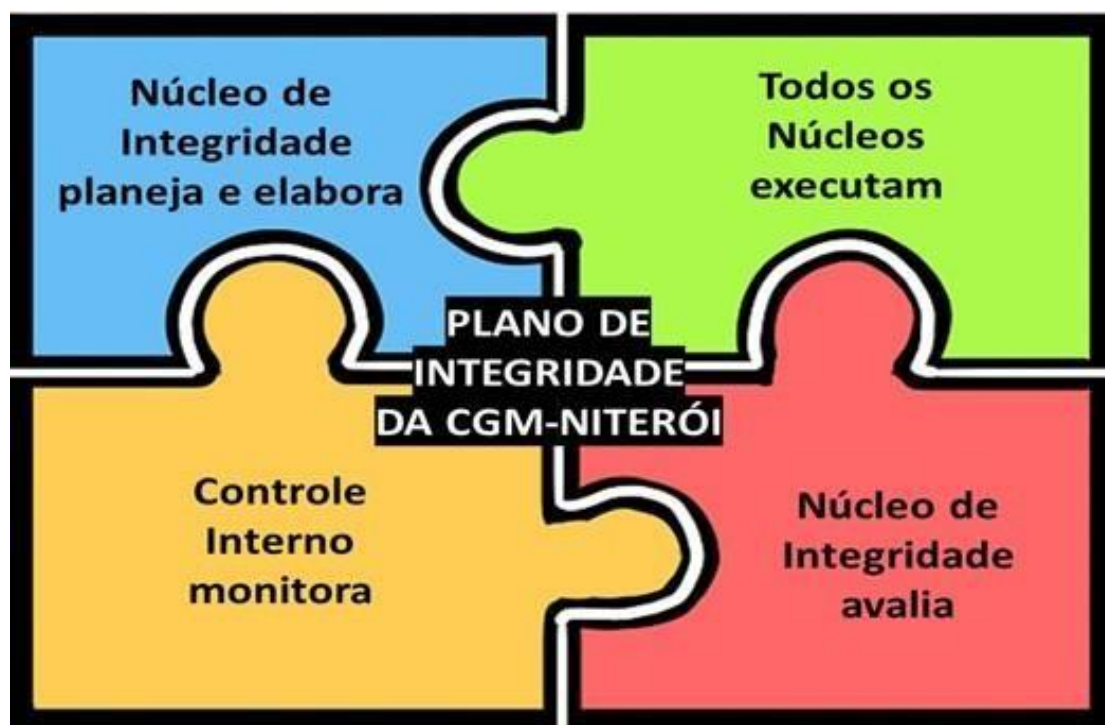 Núcleo de
Integridade
planeja e elabora
Todos os
Núcleos
executam
PLANO DE
INTEGRIDADE
DA CGM-NITERÓI
Controle
Interno
monitora
Núcleo de
Integridade
avalia